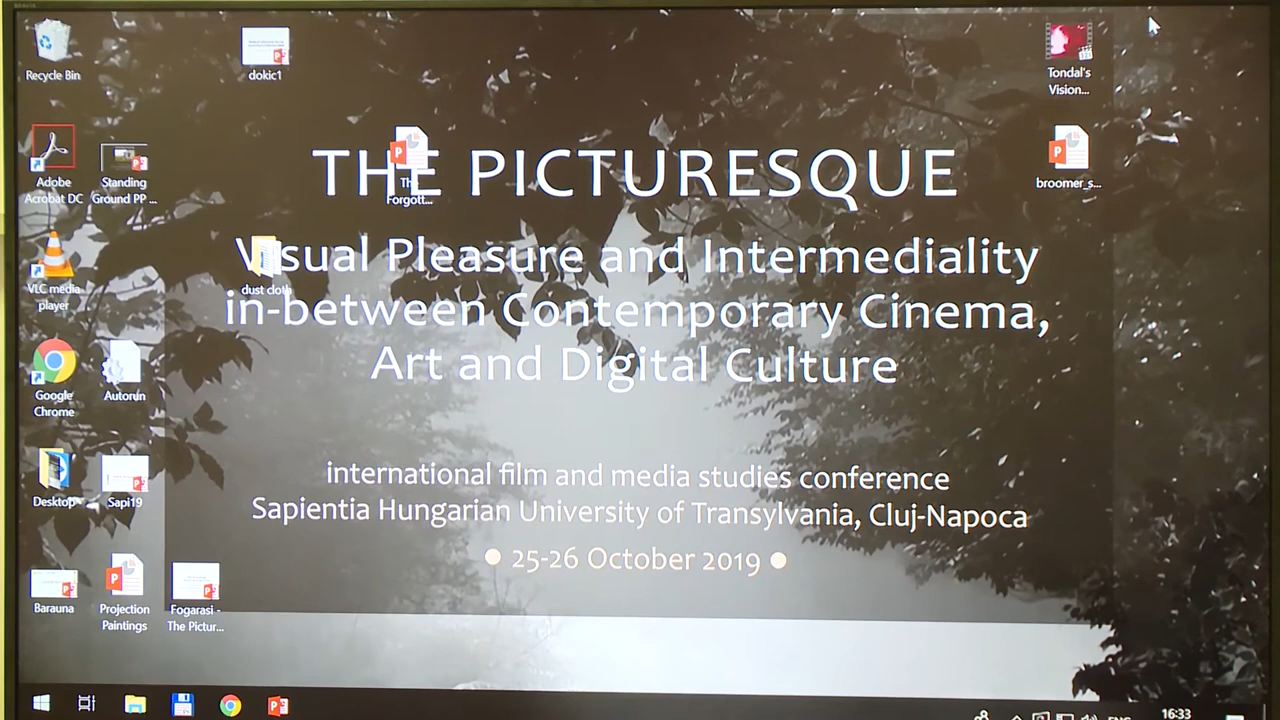 Recycle Bin
dokic1
Tondal's
Vision...
Adobe
Acrobat DC
Standing
Ground PP ...
The
Forgott...
broomer_s...
THE PICTURESQUE
VLC media
player
dust cloth
Visual Pleasure and Intermediality
in-between Contemporary Cinema,
Art and Digital Culture
Google
Chrome
Autorun
Desktop
Sapi19
international film and media studies conference
Sapientia Hungarian University of Transylvania, Cluj-Napoca
● 25-26 October 2019 ●
Barauna
Projection
Paintings
Fogarasi -
The Pictur...
ENG
16:33